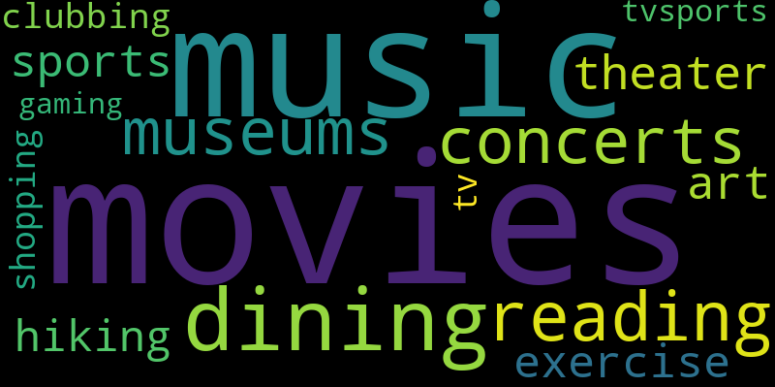 clubbing
music
tvsports
sports
theater
gaming
museums
concerts
shopping
movies
tv
art
dining
reading
hiking
exercise